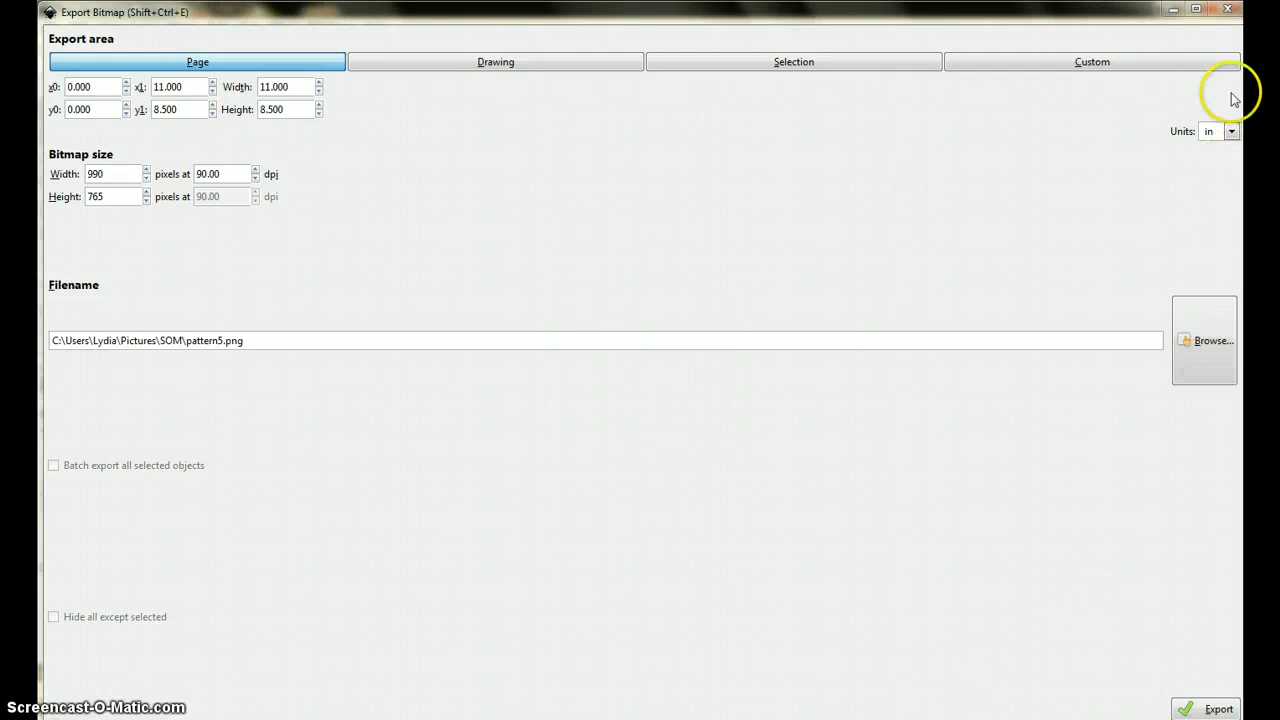 Export Bitmap (Shift+Ctrl+E)
Export area
Page Drawing Selection Custom
x0: 0.000 x1: 11.000 Width: 11.000
y0: 0.000 y1: 8.500 Height: 8.500
Units: in
Bitmap size
Width: 990 pixels at 90.00 dpi
Height: 765 pixels at 90.00 dpi
Filename
C:\Users\Lydia\Pictures\SOM\pattern5.png Browse...
Batch export all selected objects
Hide all except selected
Screencast-O-Matic.com Export